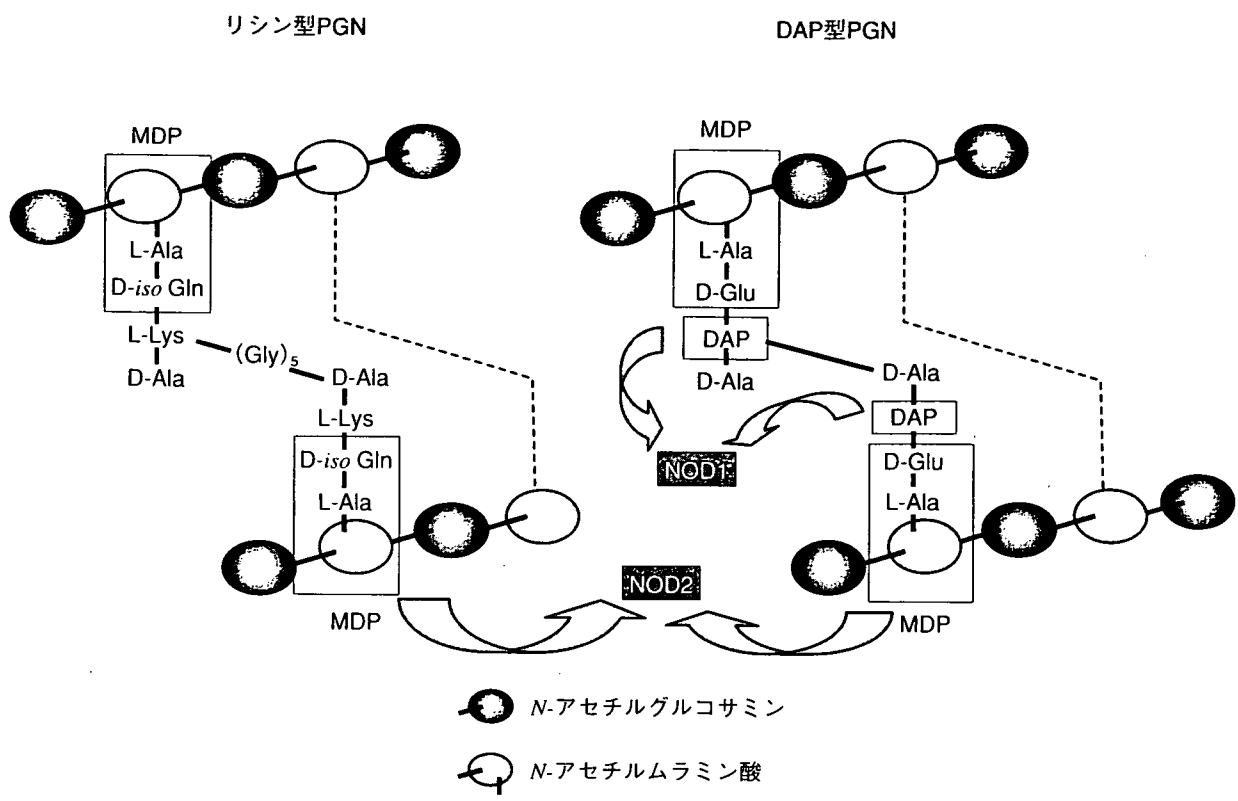 リシン型PGN
MDP
L-Ala
D-iso Gln
L-Lys
D-Ala
(Gly)5
D-Ala
L-Lys
D-iso Gln
L-Ala
MDP
DAP型PGN
MDP
L-Ala
D-Glu
DAP
D-Ala
D-Ala
DAP
D-Glu
L-Ala
MDP
NOD1
NOD2
N-アセチルグルコサミン
N-アセチルムラミン酸